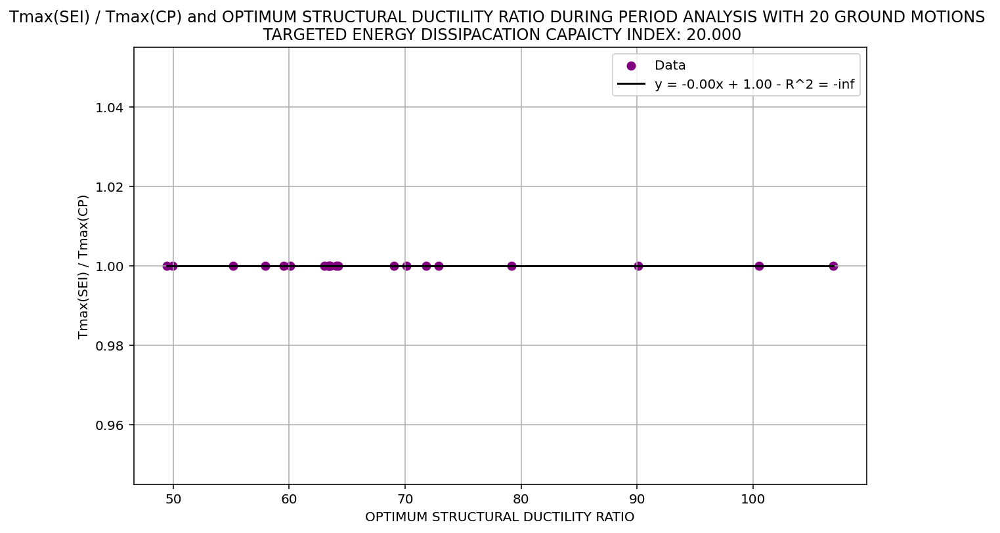 Tmax(SEI) / Tmax(CP) and OPTIMUM STRUCTURAL DUCTILITY RATIO DURING PERIOD ANALYSIS WITH 20 GROUND MOTIONS
TARGETED ENERGY DISSIPACATION CAPAICTY INDEX: 20.000
Data
y = -0.00x + 1.00 - R^2 = -inf
Tmax(SEI) / Tmax(CP)
1.04
1.02
1.00
0.98
0.96
50 60 70 80 90 100
OPTIMUM STRUCTURAL DUCTILITY RATIO